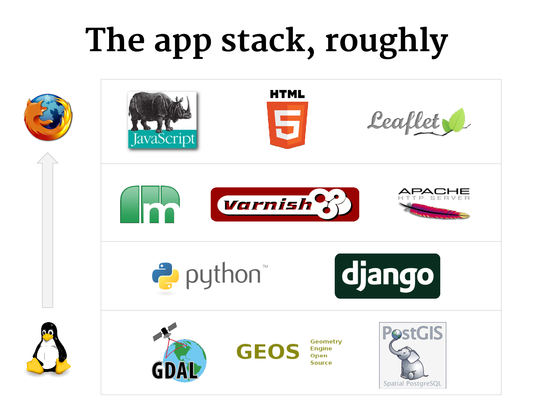 The app stack, roughly
JavaScript
HTML
5
Leaflet
m
varnish
APACHE
HTTP SERVER
python™
django
GDAL
GEOS
Geometry
Engine
Open
Source
PostGIS
Spatial PostgreSQL